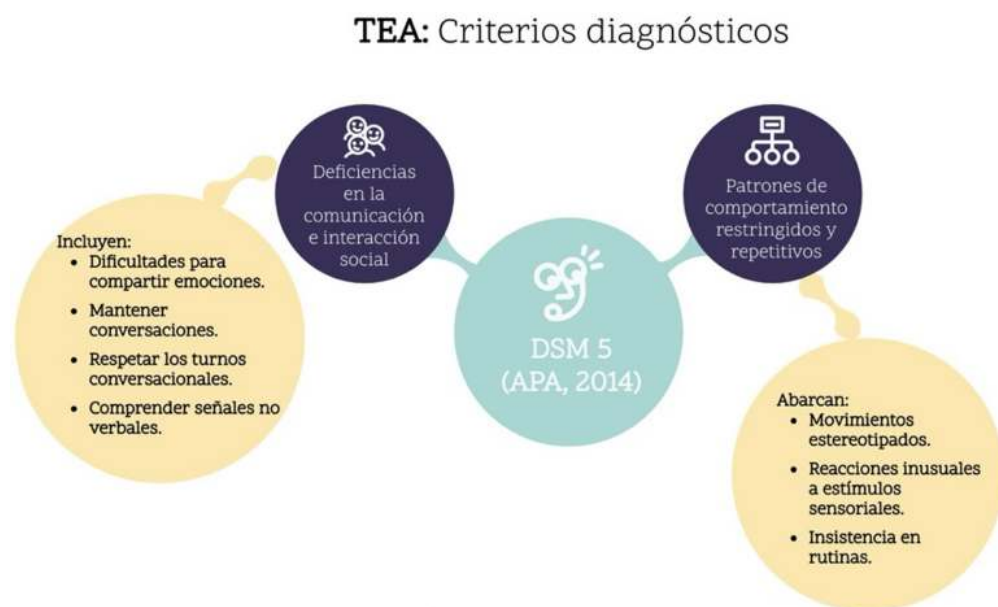 TEA: Criterios diagnósticos
Deficiencias
en la
comunicación
e interacción
social
Patrones de
comportamiento
restringidos y
repetitivos
Incluyen:
• Dificultades para
compartir emociones.
• Mantener
conversaciones.
• Respetar los turnos
conversacionales.
• Comprender señales no
verbales.
DSM 5
(APA, 2014)
Abarcan:
• Movimientos
estereotipados.
• Reacciones inusuales
a estímulos
sensoriales.
• Insistencia en
rutinas.